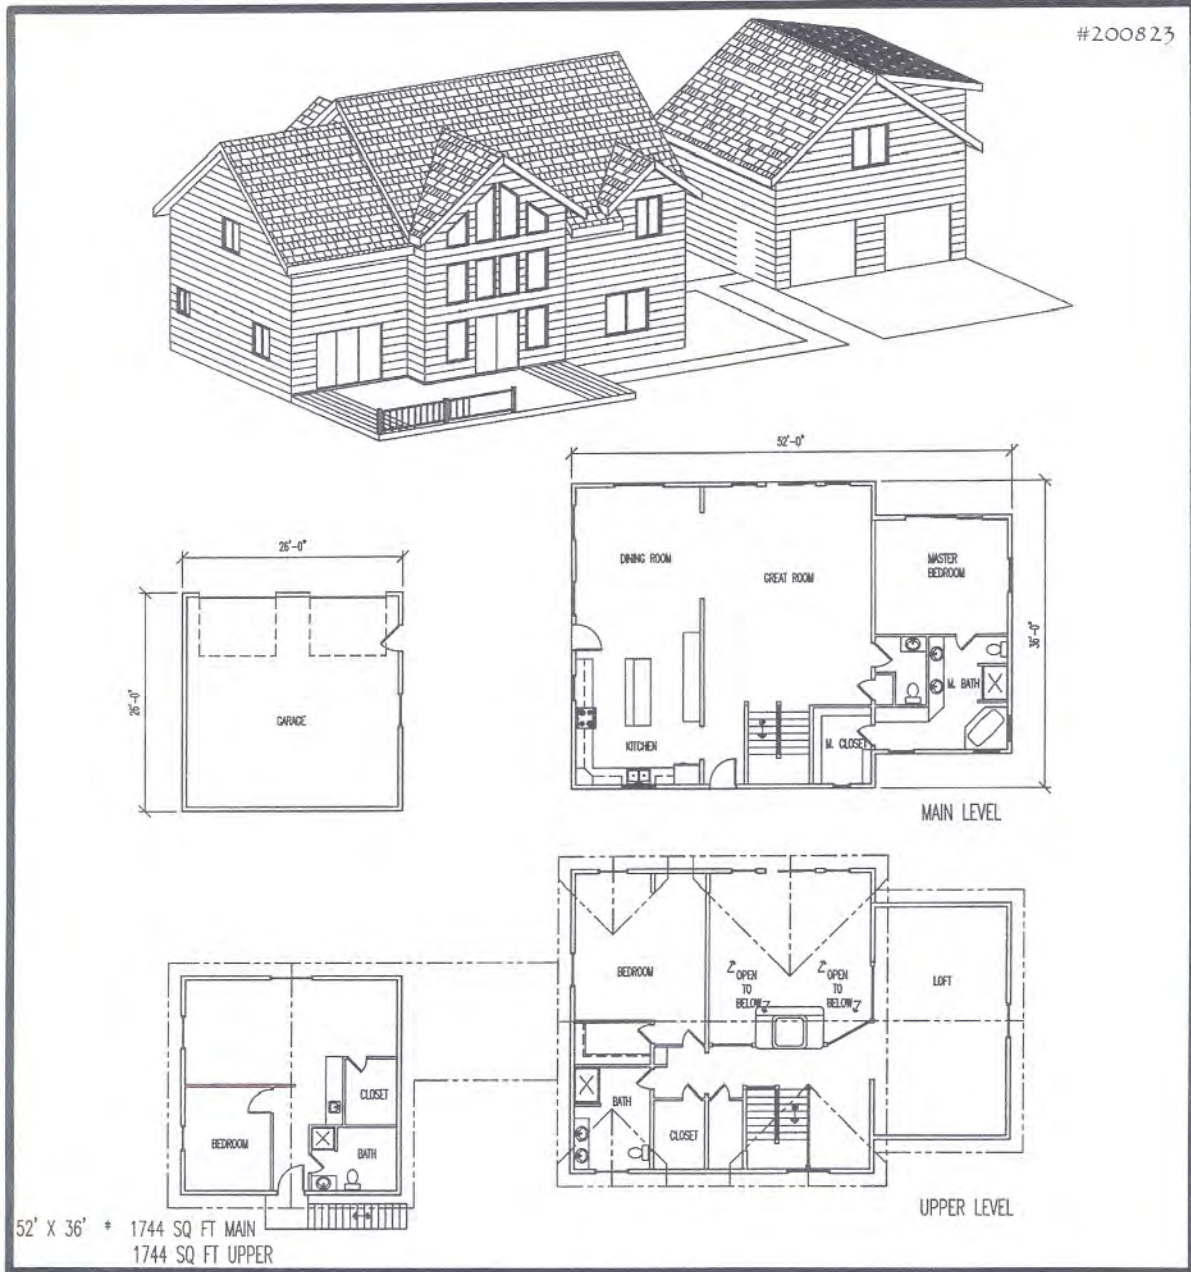 #200823
52'-0"
DINING ROOM
GREAT ROOM
MASTER
BEDROOM
36'-0"
M. BATH
KITCHEN
M. CLOSET
MAIN LEVEL
26'-0"
26'-0"
GARAGE
BEDROOM
OPEN
TO
BELOW
OPEN
TO
BELOW
LOFT
BATH
CLOSET
UPPER LEVEL
CLOSET
BEDROOM
BATH
52' X 36' * 1744 SQ FT MAIN
1744 SQ FT UPPER